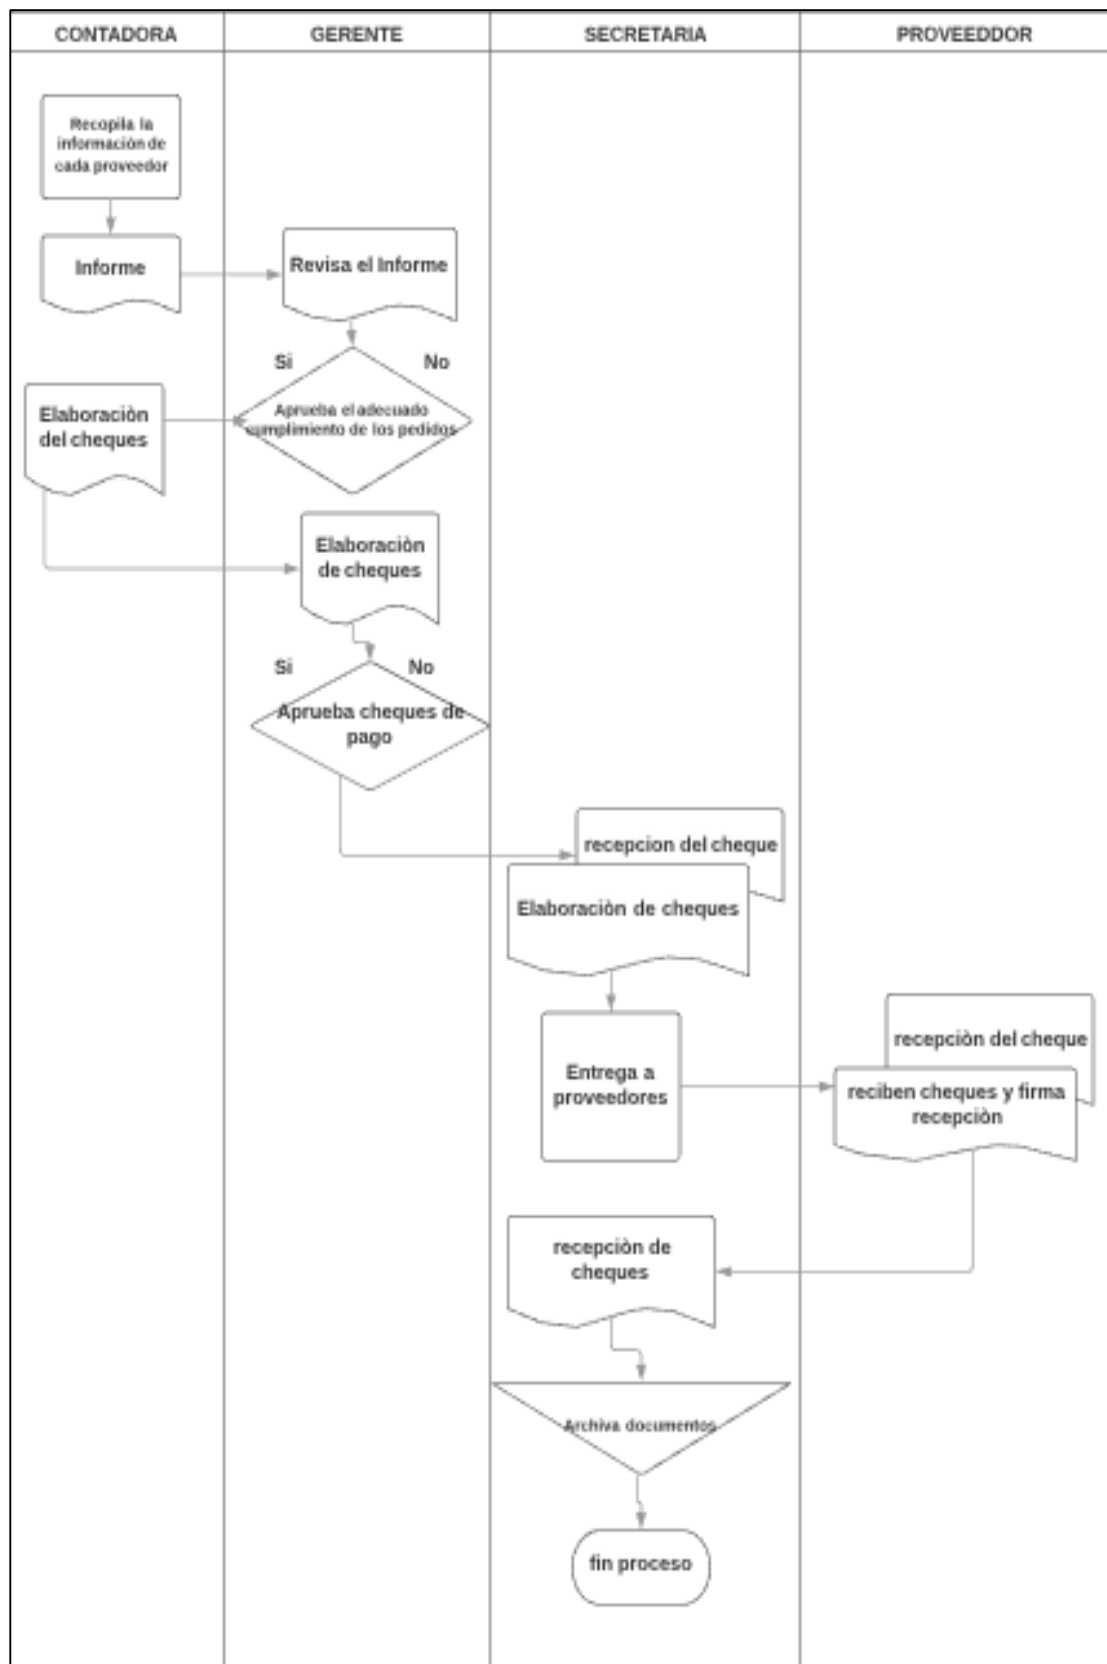 CONTADORA
GERENTE
SECRETARIA
PROVEEDDOR
Recopila la
informaciòn de
cada proveedor
Informe
Revisa el Informe
Si
No
Aprueba el adecuado
cumplimiento de los pedidos
Elaboraciòn
del cheques
Elaboraciòn
de cheques
Si
No
Aprueba cheques de
pago
recepcion del cheque
Elaboraciòn de cheques
Entrega a
proveedores
recepciòn del cheque
reciben cheques y firma
recepciòn
recepciòn de
cheques
Archiva documentos
fin proceso